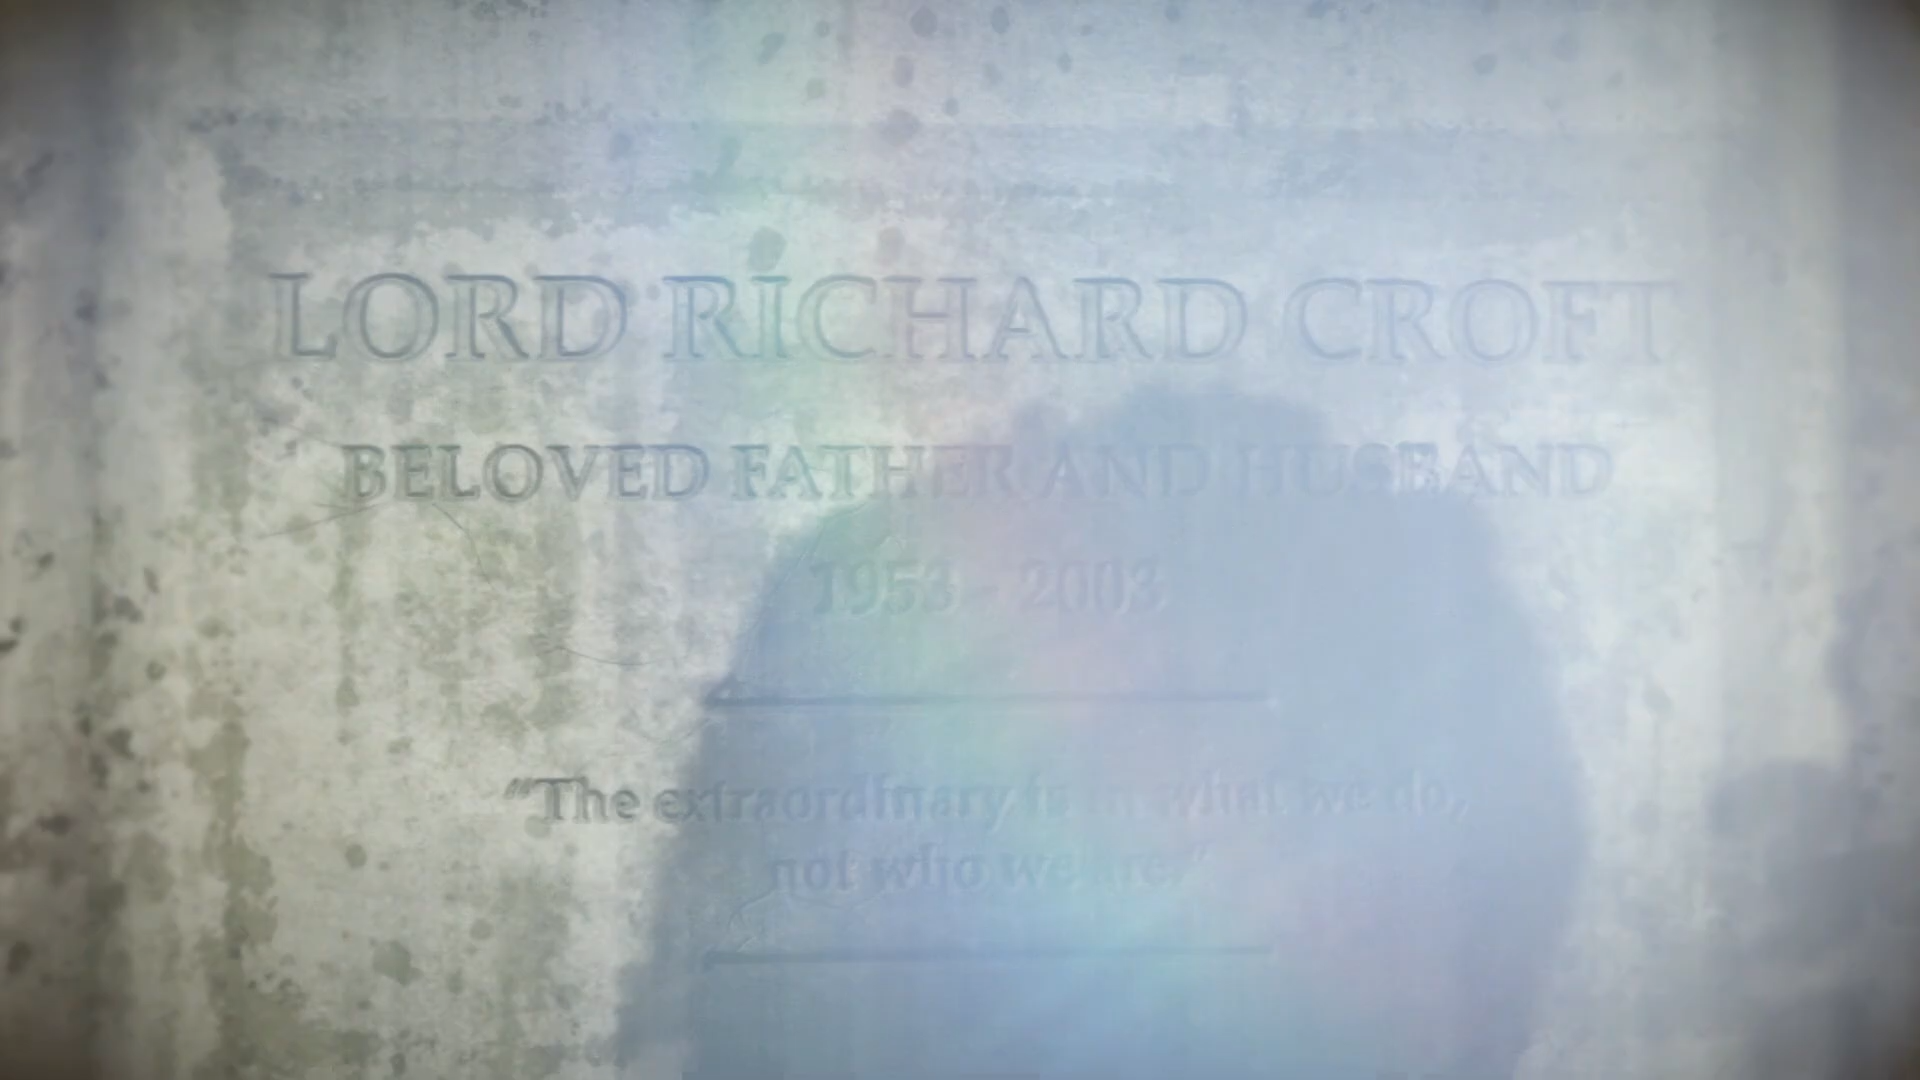 LORD RICHARD CROFT
BELOVED FATHER AND HUSBAND
1953 - 2003
"The extraordinary is in what we do,
not who we are."